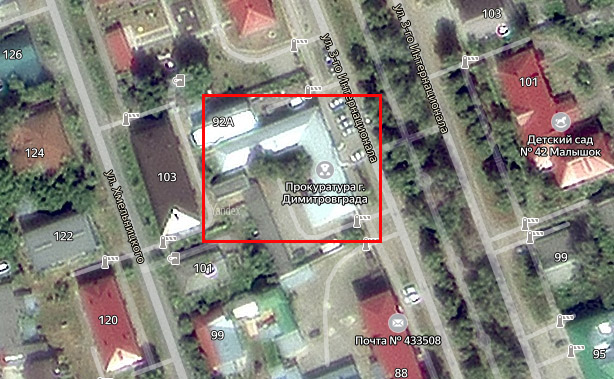 103
126
ул. 3-го Интернационала
ул. 3-го Интернационала
101
92А
Детский сад
№ 42 Малышок
124
103
Прокуратура г.
Димитровграда
ул. Хмельницкого
Yandex
122
101
99
120
99
Почта № 433508
88
95